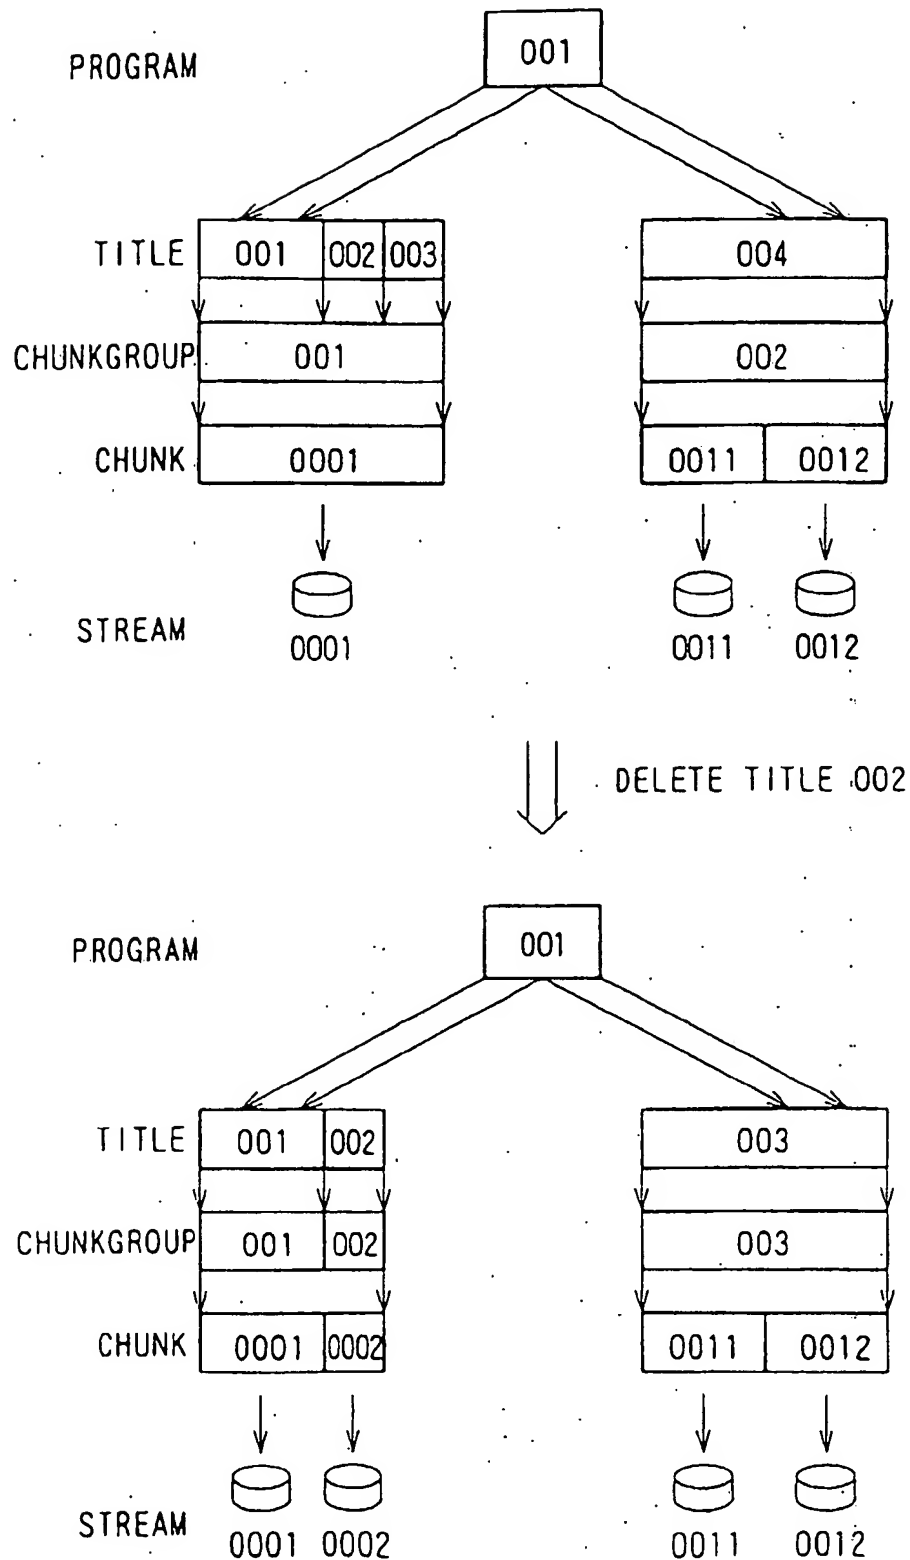 PROGRAM 001
TITLE 001 002 003 004
CHUNKGROUP 001 002
CHUNK 0001 0011 0012
STREAM 0001 0011 0012
DELETE TITLE 002
PROGRAM 001
TITLE 001 002 003
CHUNKGROUP 001 002 003
CHUNK 0001 0002 0011 0012
STREAM 0001 0002 0011 0012